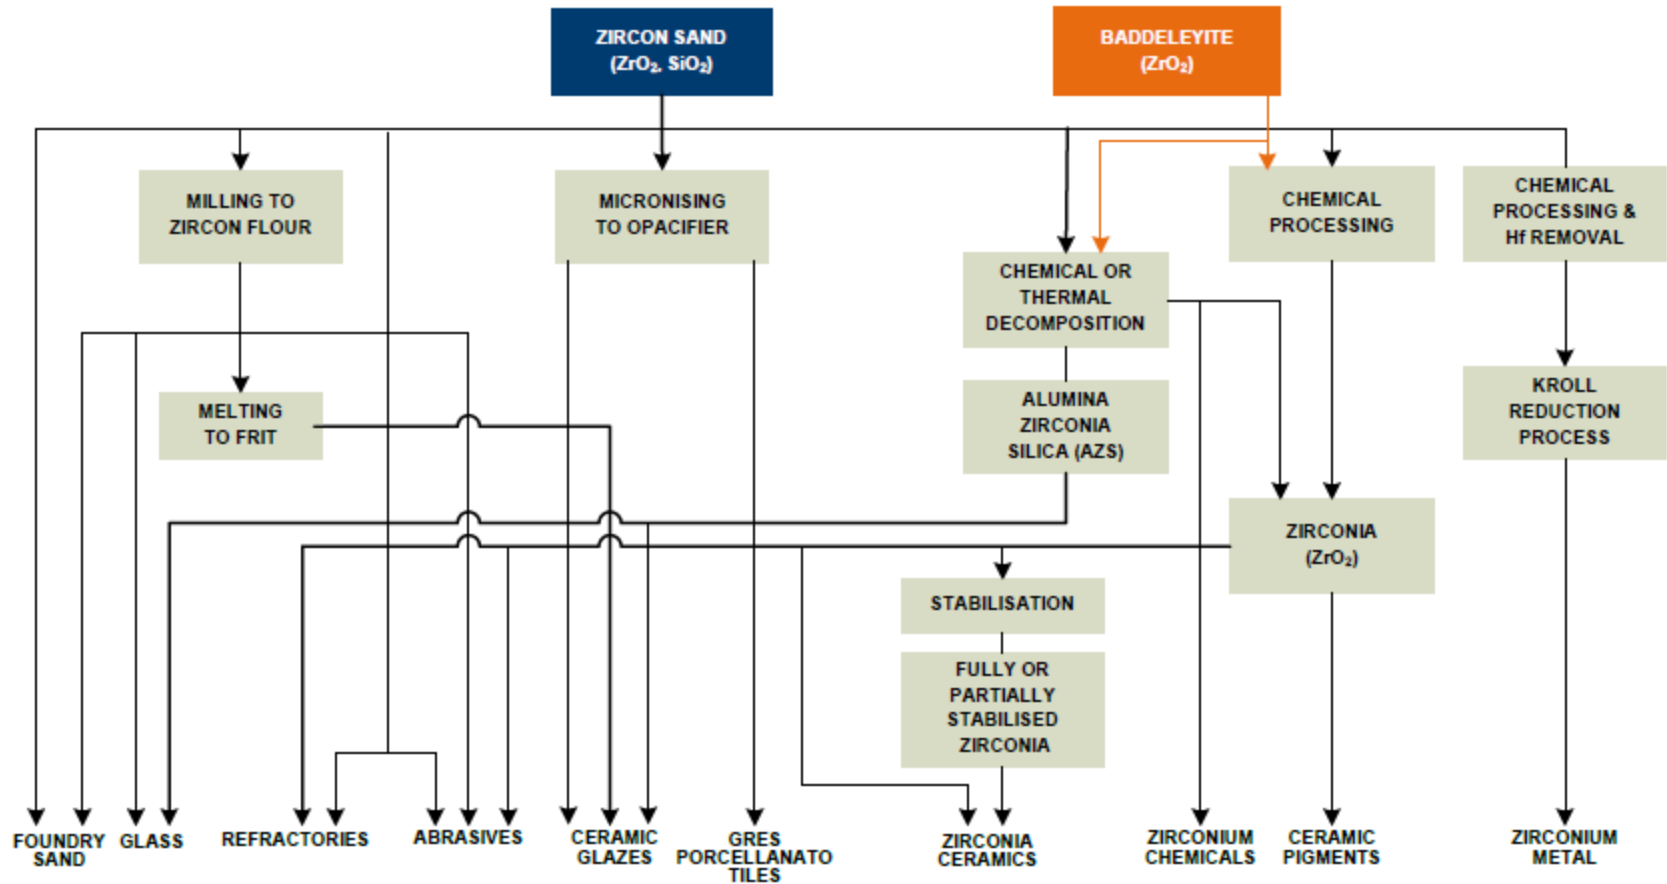 ZIRCON SAND
(ZrO₂. SiO₂)
BADDELEYITE
(ZrO₂)
MILLING TO
ZIRCON FLOUR
MICRONISING
TO OPACIFIER
CHEMICAL
PROCESSING
CHEMICAL
PROCESSING &
Hf REMOVAL
CHEMICAL OR
THERMAL
DECOMPOSITION
MELTING
TO FRIT
ALUMINA
ZIRCONIA
SILICA (AZS)
KROLL
REDUCTION
PROCESS
ZIRCONIA
(ZrO₂)
STABILISATION
FULLY OR
PARTIALLY
STABILISED
ZIRCONIA
FOUNDRY
SAND
GLASS
REFRACTORIES
ABRASIVES
CERAMIC
GLAZES
GRES
PORCELLANATO
TILES
ZIRCONIA
CERAMICS
ZIRCONIUM
CHEMICALS
CERAMIC
PIGMENTS
ZIRCONIUM
METAL